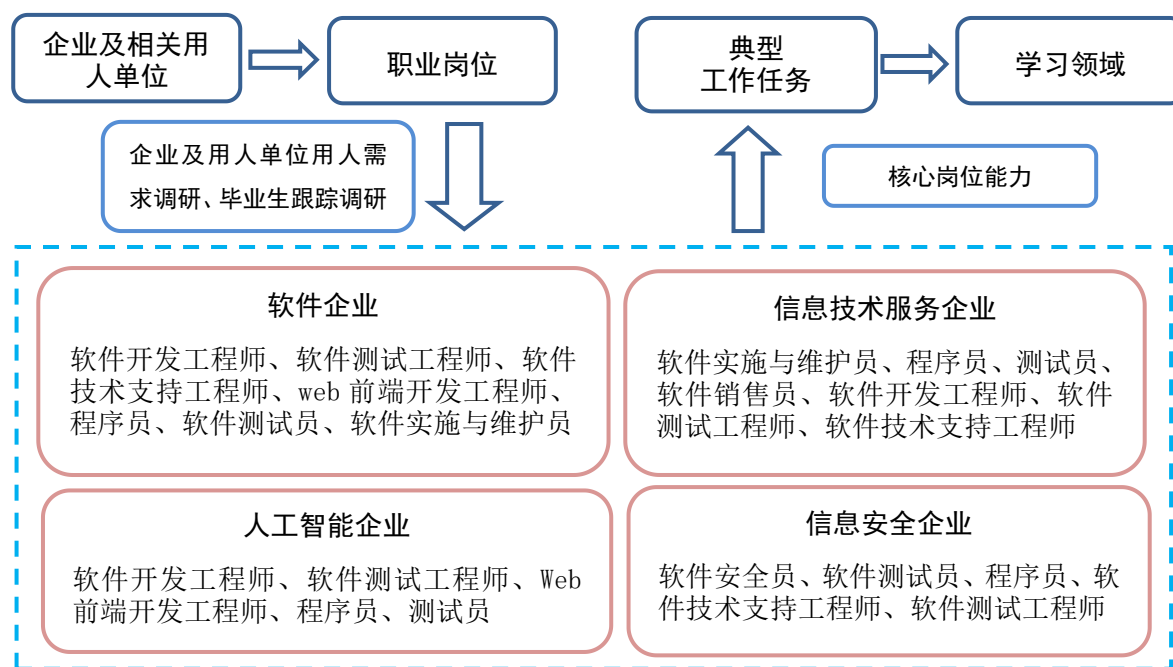 企业及相关用
人单位
职业岗位
典型
工作任务
学习领域
企业及用人单位用人需
求调研、毕业生跟踪调研
核心岗位能力
软件企业
软件开发工程师、软件测试工程师、软件
技术支持工程师、web 前端开发工程师、
程序员、软件测试员、软件实施与维护员
信息技术服务企业
软件实施与维护员、程序员、测试员、
软件销售员、软件开发工程师、软件
测试工程师、软件技术支持工程师
人工智能企业
软件开发工程师、软件测试工程师、Web
前端开发工程师、程序员、测试员
信息安全企业
软件安全员、软件测试员、程序员、软
件技术支持工程师、软件测试工程师